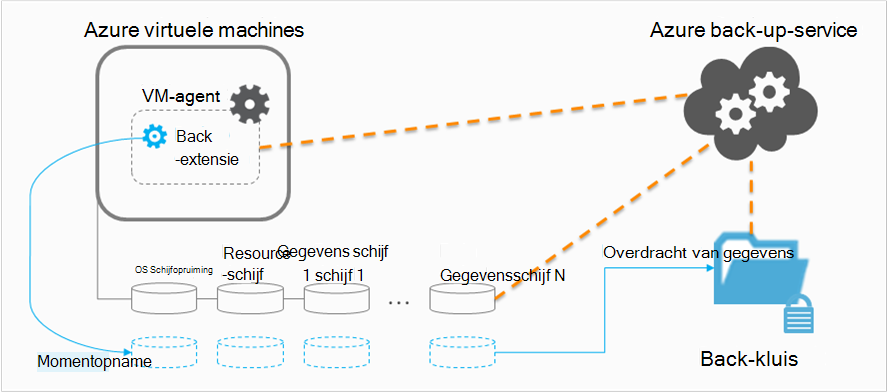 Azure virtuele machines
Azure back-up-service
VM-agent
Back
-extensie
OS Schijfopruiming
Resource
-schijf
Gegevens schijf
1 schijf 1
...
Gegevensschijf N
Overdracht van gegevens
Momentopname
Back-kluis